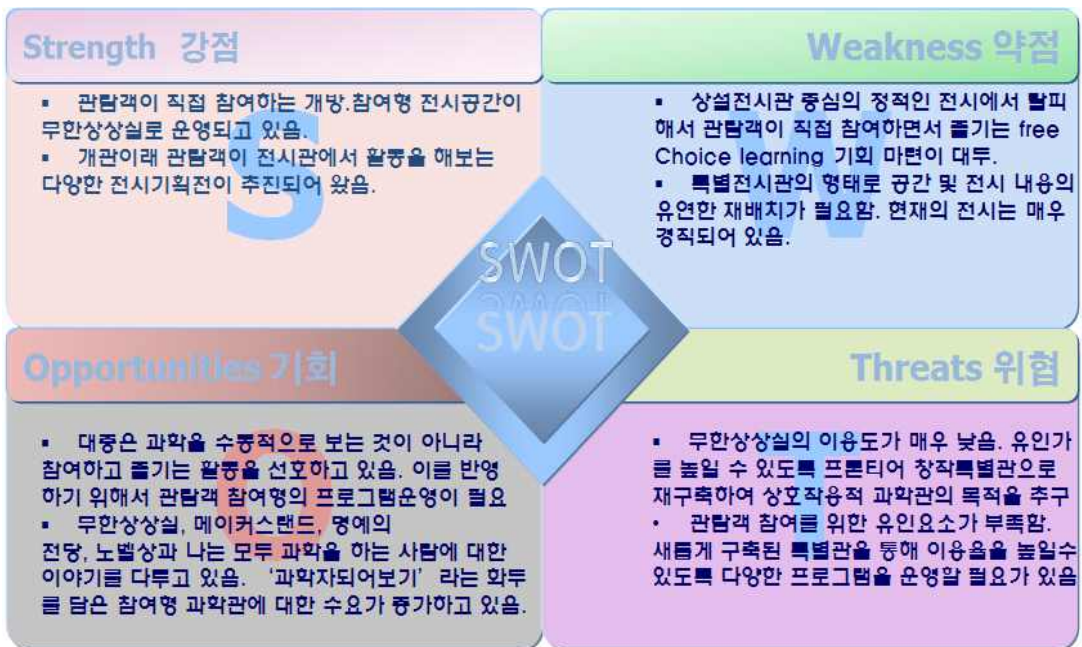 Strength 강점
▪ 관람객이 직접 참여하는 개방.참여형 전시공간이
무한상상실로 운영되고 있음.
▪ 개관이래 관람객이 전시관에서 활동을 해보는
다양한 전시기획전이 추진되어 왔음.
S
Weakness 약점
▪ 상설전시관 중심의 정적인 전시에서 탈피
해서 관람객이 직접 참여하면서 즐기는 free
Choice learning 기회 마련이 대두.
▪ 특별전시관의 형태로 공간 및 전시 내용의
유연한 재배치가 필요함. 현재의 전시는 매우
경직되어 있음.
W
SWOT
SWOT
Opportunities 기회
▪ 대중은 과학을 수동적으로 보는 것이 아니라
참여하고 즐기는 활동을 선호하고 있음. 이를 반영
하기 위해서 관람객 참여형의 프로그램운영이 필요
▪ 무한상상실, 메이커스랜드, 명예의
전당, 노벨상과 나는 모두 과학을 하는 사람에 대한
이야기를 다루고 있음. ‘과학자되어보기’ 라는 화두
를 담은 참여형 과학관에 대한 수요가 증가하고 있음.
O
Threats 위협
▪ 무한상상실의 이용도가 매우 낮음. 유인가
를 높일 수 있도록 프론티어 창작특별관으로
재구축하여 상호작용적 과학관의 목적을 추구
• 관람객 참여를 위한 유인요소가 부족함.
새롭게 구축된 특별관을 통해 이용율을 높일수
있도록 다양한 프로그램을 운영할 필요가 있음
T